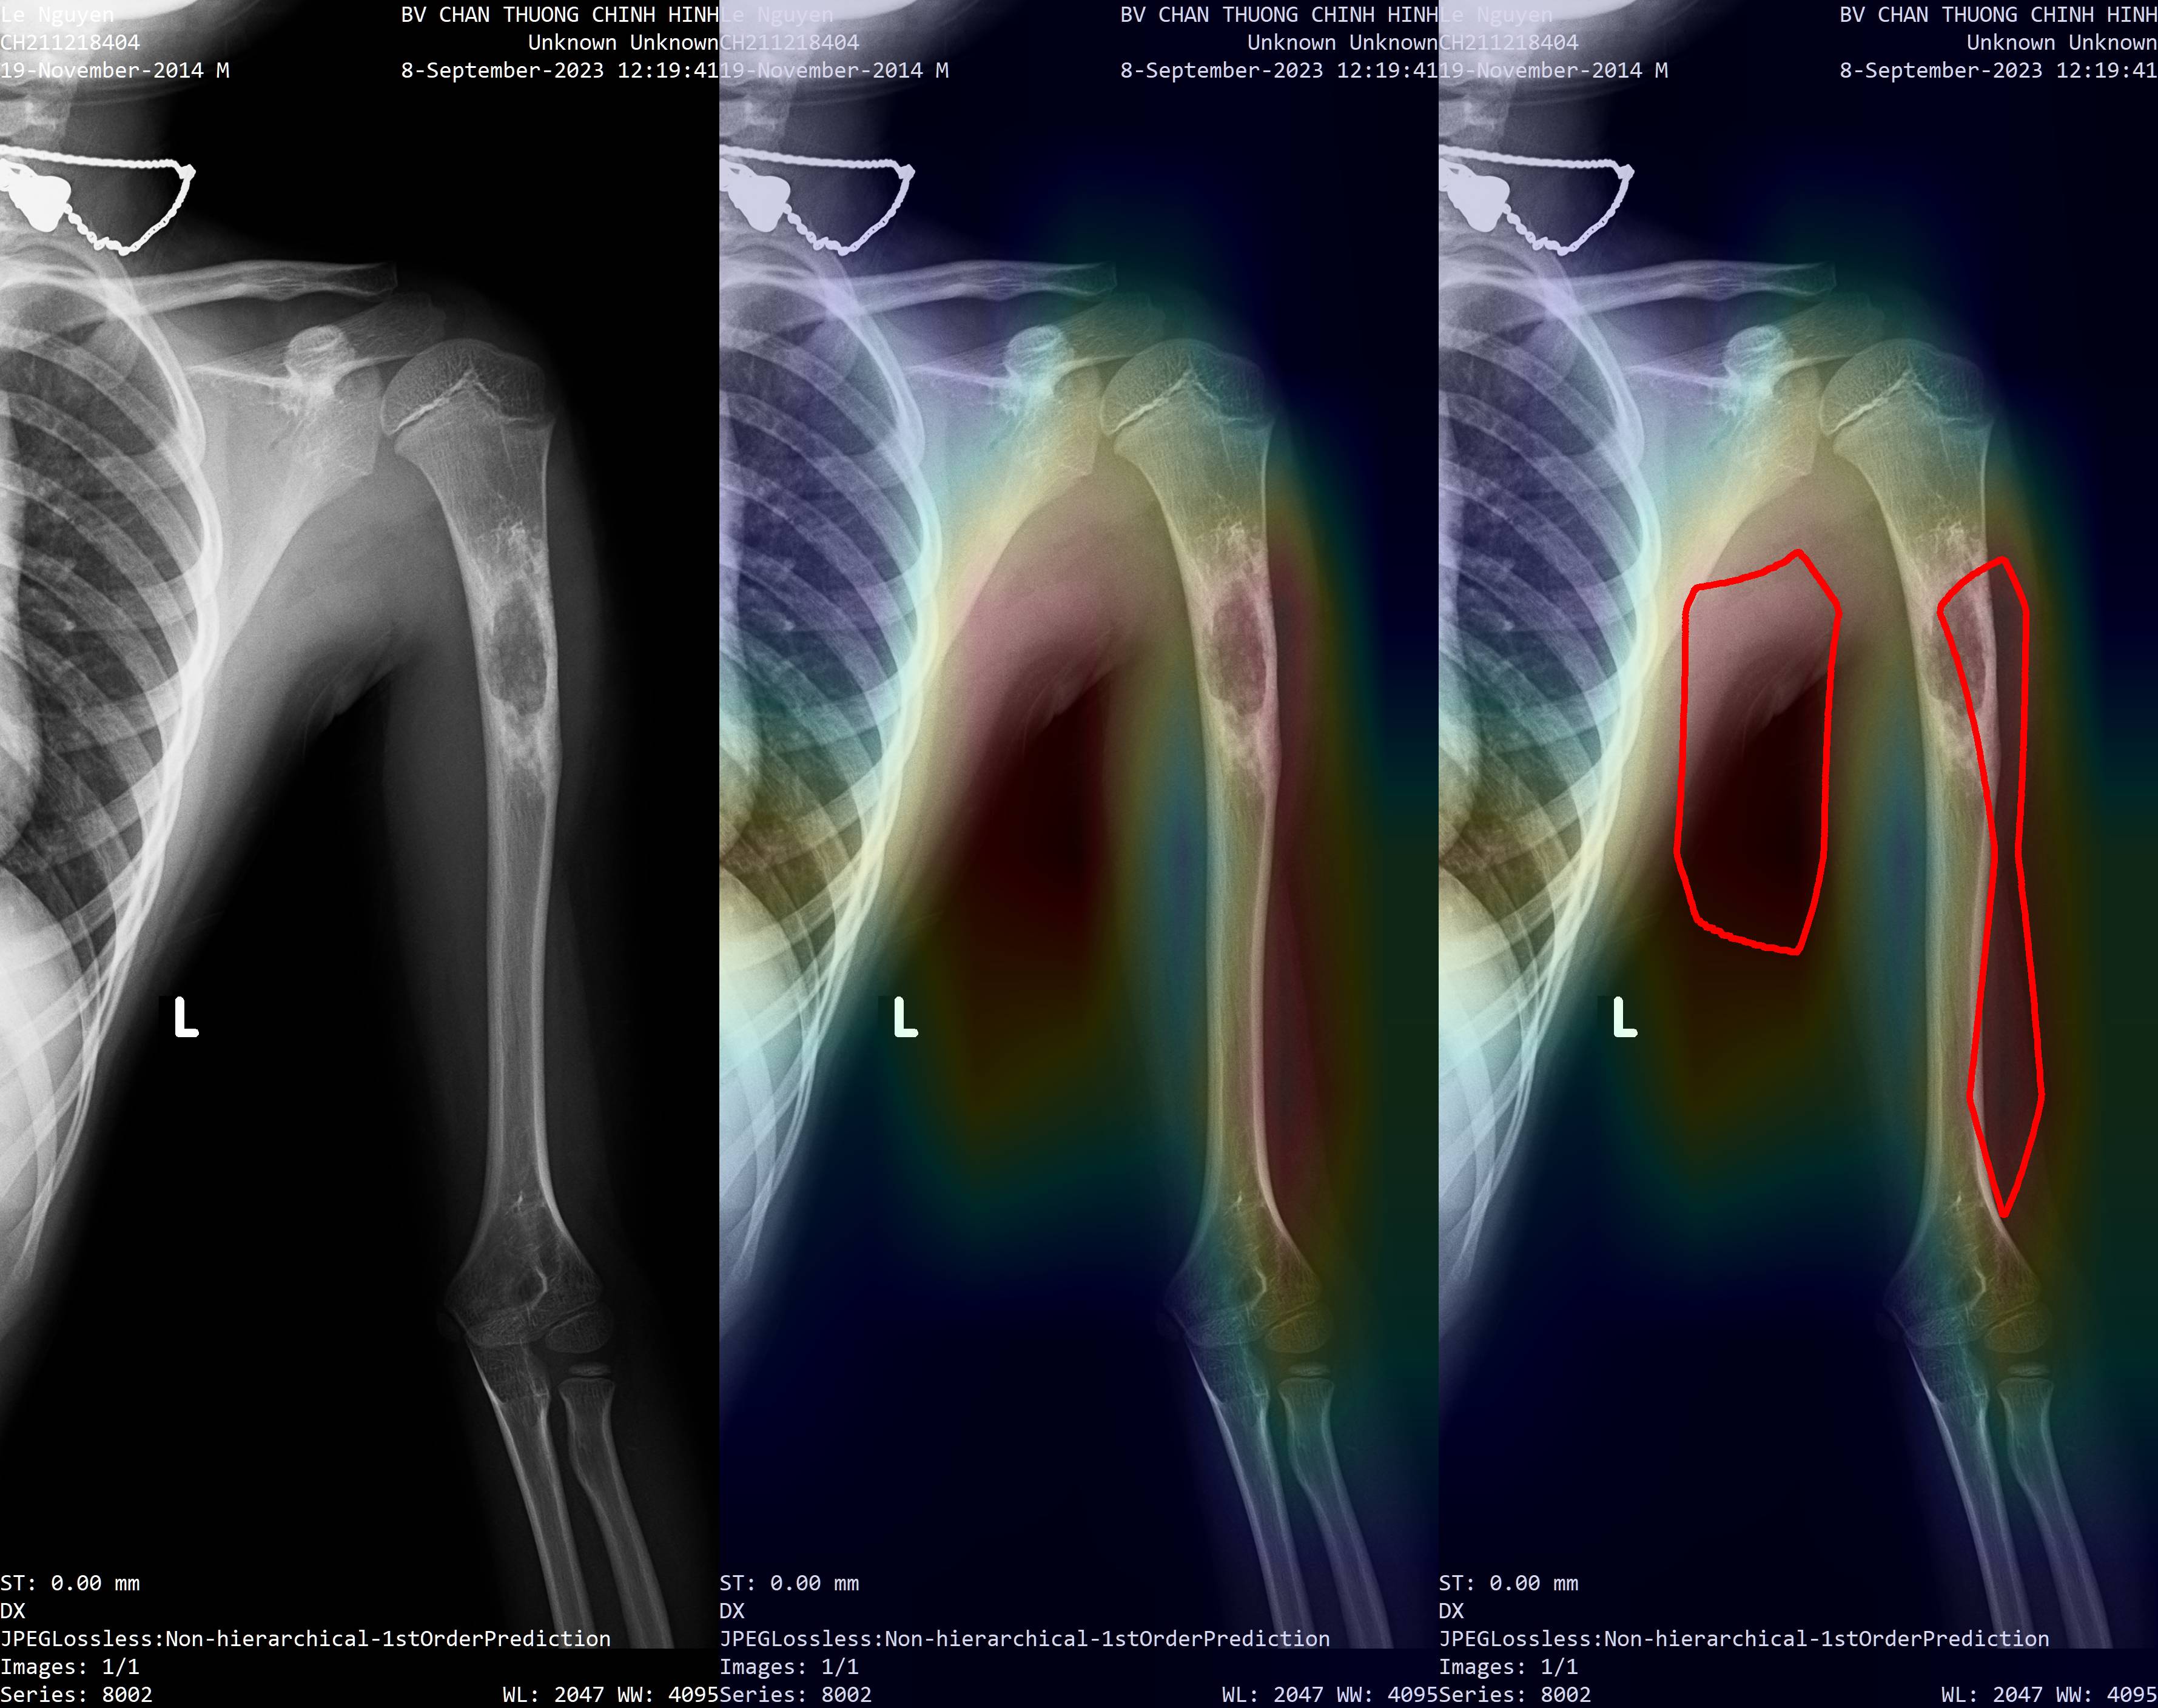 Le Nguyen
CH211218404
19-November-2014 M
BV CHAN THUONG CHINH HINH
Unknown Unknown
8-September-2023 12:19:41
L
ST: 0.00 mm
DX
JPEGLossless:Non-hierarchical-1stOrderPrediction
Images: 1/1
Series: 8002
WL: 2047 WW: 4095
Le Nguyen
CH211218404
19-November-2014 M
BV CHAN THUONG CHINH HINH
Unknown Unknown
8-September-2023 12:19:41
L
ST: 0.00 mm
DX
JPEGLossless:Non-hierarchical-1stOrderPrediction
Images: 1/1
Series: 8002
WL: 2047 WW: 4095
Le Nguyen
CH211218404
19-November-2014 M
BV CHAN THUONG CHINH HINH
Unknown Unknown
8-September-2023 12:19:41
L
ST: 0.00 mm
DX
JPEGLossless:Non-hierarchical-1stOrderPrediction
Images: 1/1
Series: 8002
WL: 2047 WW: 4095